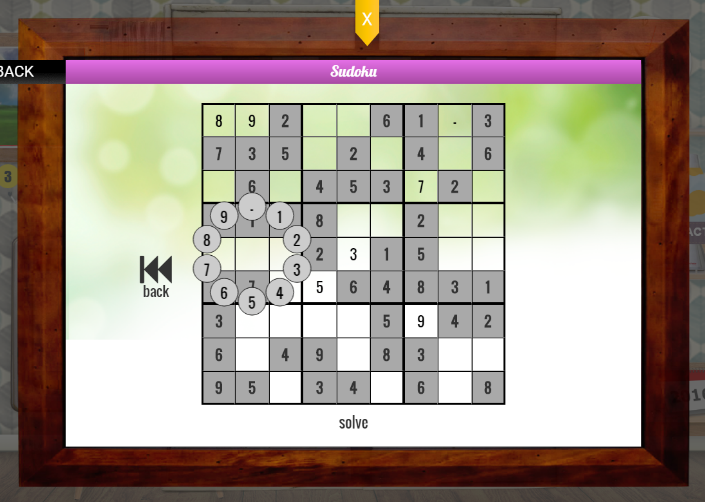 X
BACK
Sudoku
8 9 2 6 1 - 3
7 3 5 2 4 6
6 4 5 3 7 2
3
9 - 1 8 2
8 2 2 3 1 5
7 3 5 6 4 8 3 1
6 5 4
back
3 5 9 4 2
6 4 9 8 3
9 5 3 4 6 8
solve